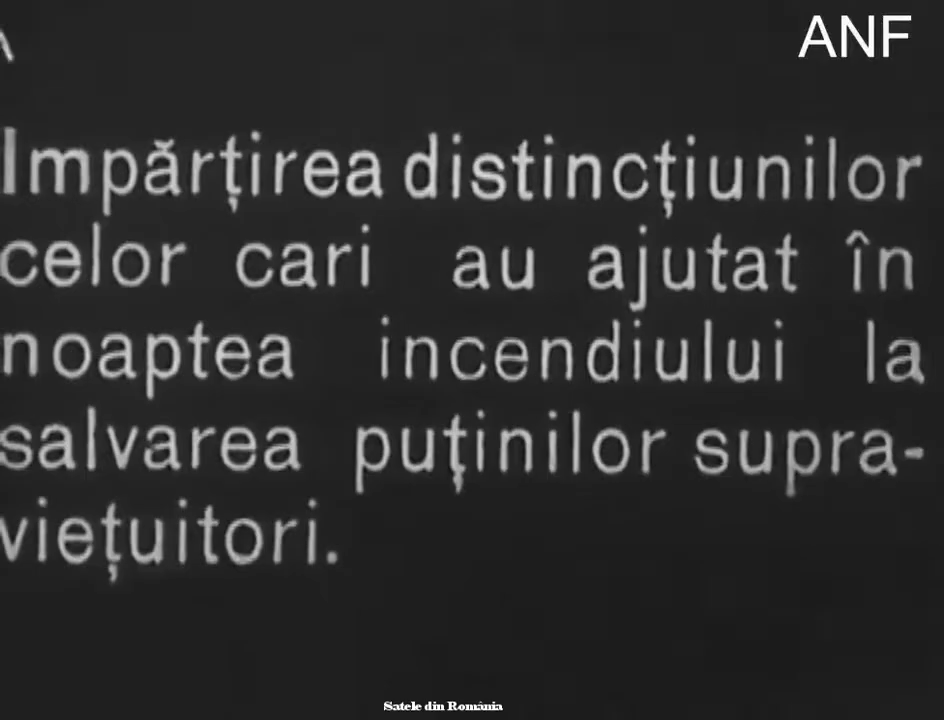 ANF
Impărțirea distincțiunilor
celor cari au ajutat în
noaptea incendiului la
salvarea puținilor supra-
viețuitori.
Satele din România